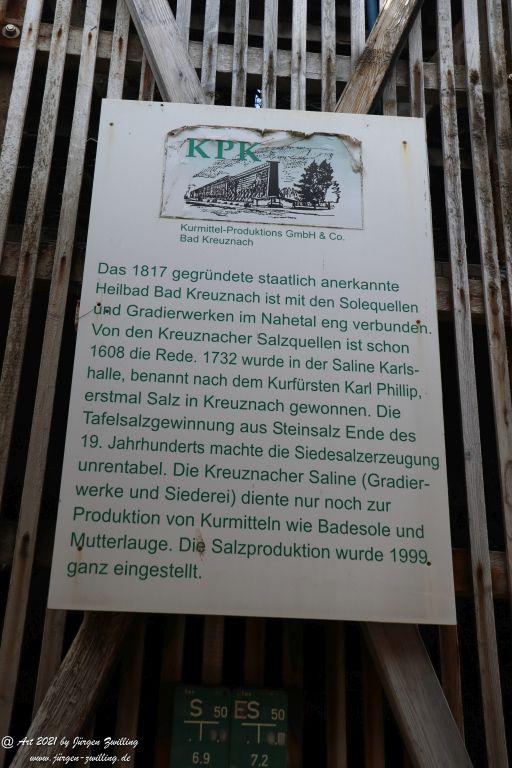 KPK
Kurmittel-Produktions GmbH & Co.
Bad Kreuznach
Das 1817 gegründete staatlich anerkannte
Heilbad Bad Kreuznach ist mit den Solequellen
und Gradierwerken im Nahetal eng verbunden.
Von den Kreuznacher Salzquellen ist schon
1608 die Rede. 1732 wurde in der Saline Karls-
halle, benannt nach dem Kurfürsten Karl Phillip,
erstmal Salz in Kreuznach gewonnen. Die
Tafelsalzgewinnung aus Steinsalz Ende des
19. Jahrhunderts machte die Siedesalzerzeugung
unrentabel. Die Kreuznacher Saline (Gradier-
werke und Siederei) diente nur noch zur
Produktion von Kurmitteln wie Badesole und
Mutterlauge. Die Salzproduktion wurde 1999
ganz eingestellt.
S 50
6.9
ES 50
7.2
@ Art 2021 by Jürgen Zwilling
www.jürgen-zwilling.de